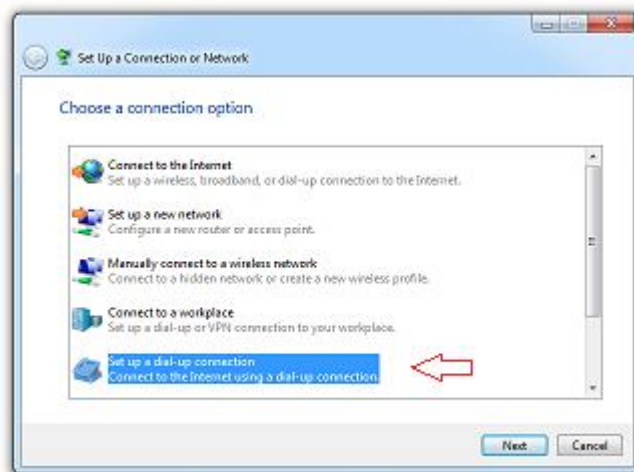 Set Up a Connection or Network
Choose a connection option
Connect to the Internet
Set up a wireless, broadband, or dial-up connection to the Internet.
Set up a new network
Configure a new router or access point.
Manually connect to a wireless network
Connect to a hidden network or create a new wireless profile.
Connect to a workplace
Set up a dial-up or VPN connection to your workplace.
Set up a dial-up connection
Connect to the Internet using a dial-up connection.
Next Cancel